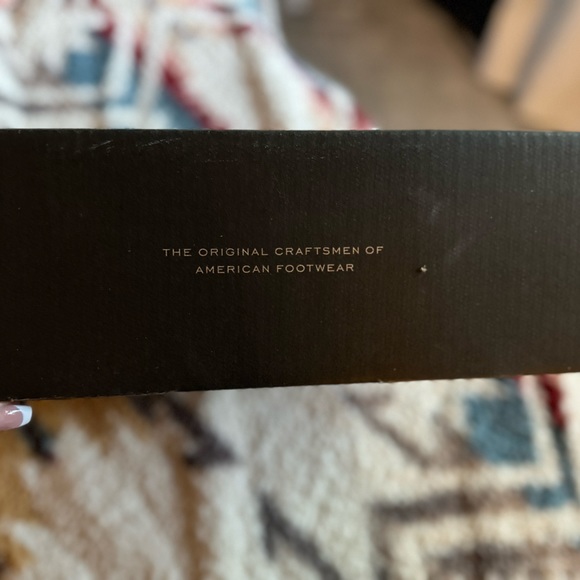 THE ORIGINAL CRAFTSMEN OF
AMERICAN FOOTWEAR